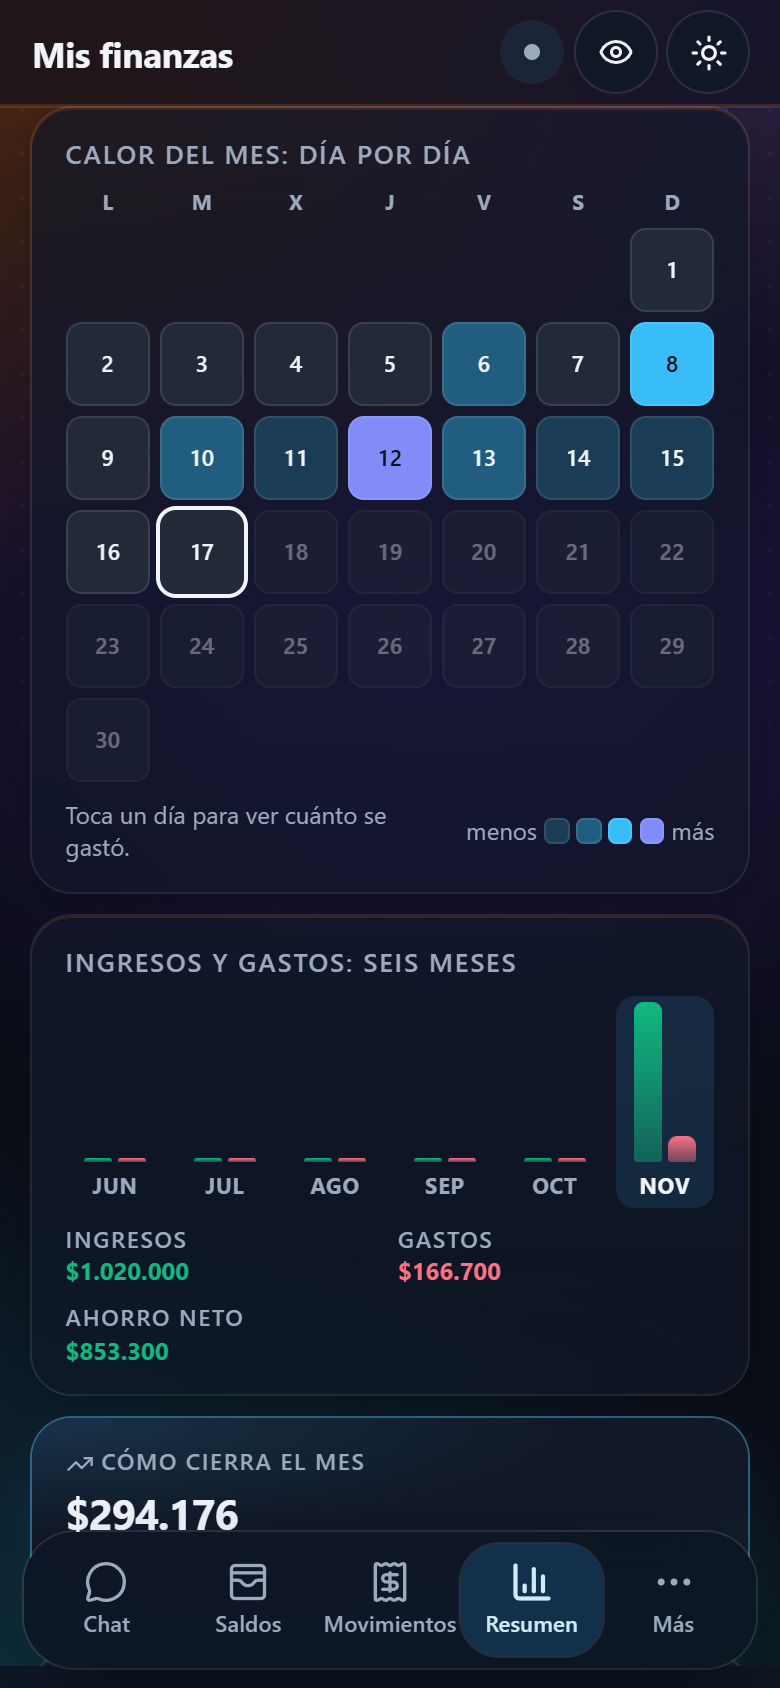 Mis finanzas
CALOR DEL MES: DÍA POR DÍA
L M X J V S D
1
2 3 4 5 6 7 8
9 10 11 12 13 14 15
16 17 18 19 20 21 22
23 24 25 26 27 28 29
30
Toca un día para ver cuánto se
gastó.
menos más
INGRESOS Y GASTOS: SEIS MESES
JUN JUL AGO SEP OCT NOV
INGRESOS GASTOS
$1.020.000 $166.700
AHORRO NETO
$853.300
CÓMO CIERRA EL MES
$294.176
Chat Saldos Movimientos Resumen Más